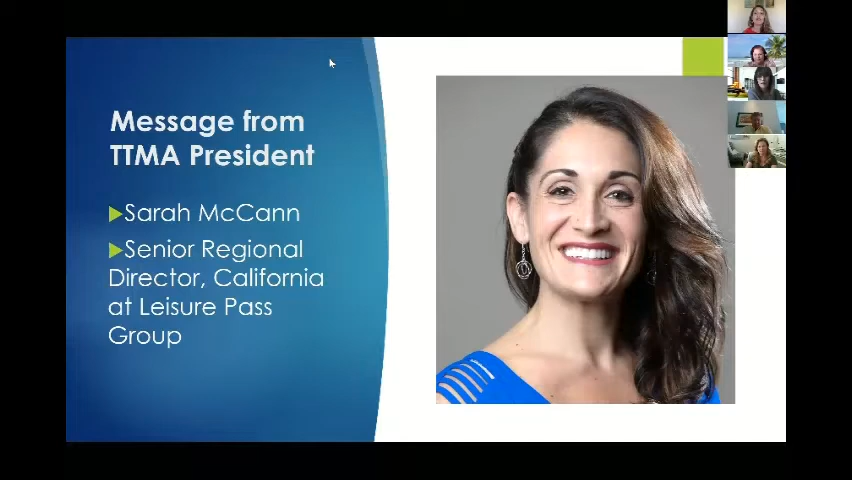 Message from
TTMA President
Sarah McCann
Senior Regional
Director, California
at Leisure Pass
Group